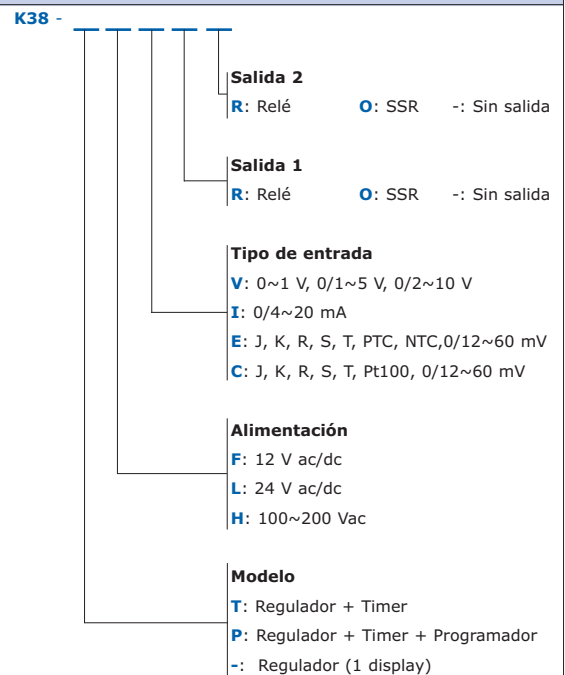 K38 -
Salida 2
R: Relé O: SSR -: Sin salida
Salida 1
R: Relé O: SSR -: Sin salida
Tipo de entrada
V: 0~1 V, 0/1~5 V, 0/2~10 V
I: 0/4~20 mA
E: J, K, R, S, T, PTC, NTC,0/12~60 mV
C: J, K, R, S, T, Pt100, 0/12~60 mV
Alimentación
F: 12 V ac/dc
L: 24 V ac/dc
H: 100~200 Vac
Modelo
T: Regulador + Timer
P: Regulador + Timer + Programador
-: Regulador (1 display)